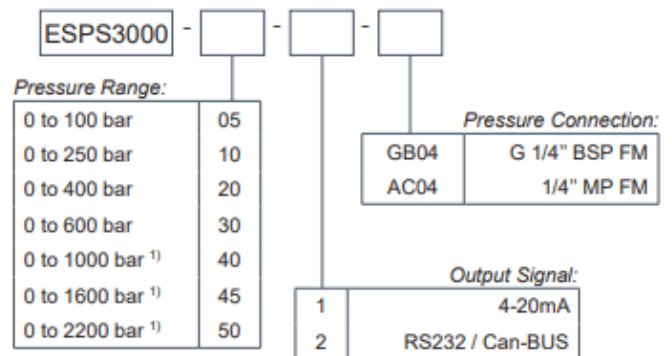 ESPS3000 - - -
Pressure Range:
0 to 100 bar 05
0 to 250 bar 10
0 to 400 bar 20
0 to 600 bar 30
0 to 1000 bar 1) 40
0 to 1600 bar 1) 45
0 to 2200 bar 1) 50
Pressure Connection:
GB04 G 1/4" BSP FM
AC04 1/4" MP FM
Output Signal:
1 4-20mA
2 RS232 / Can-BUS